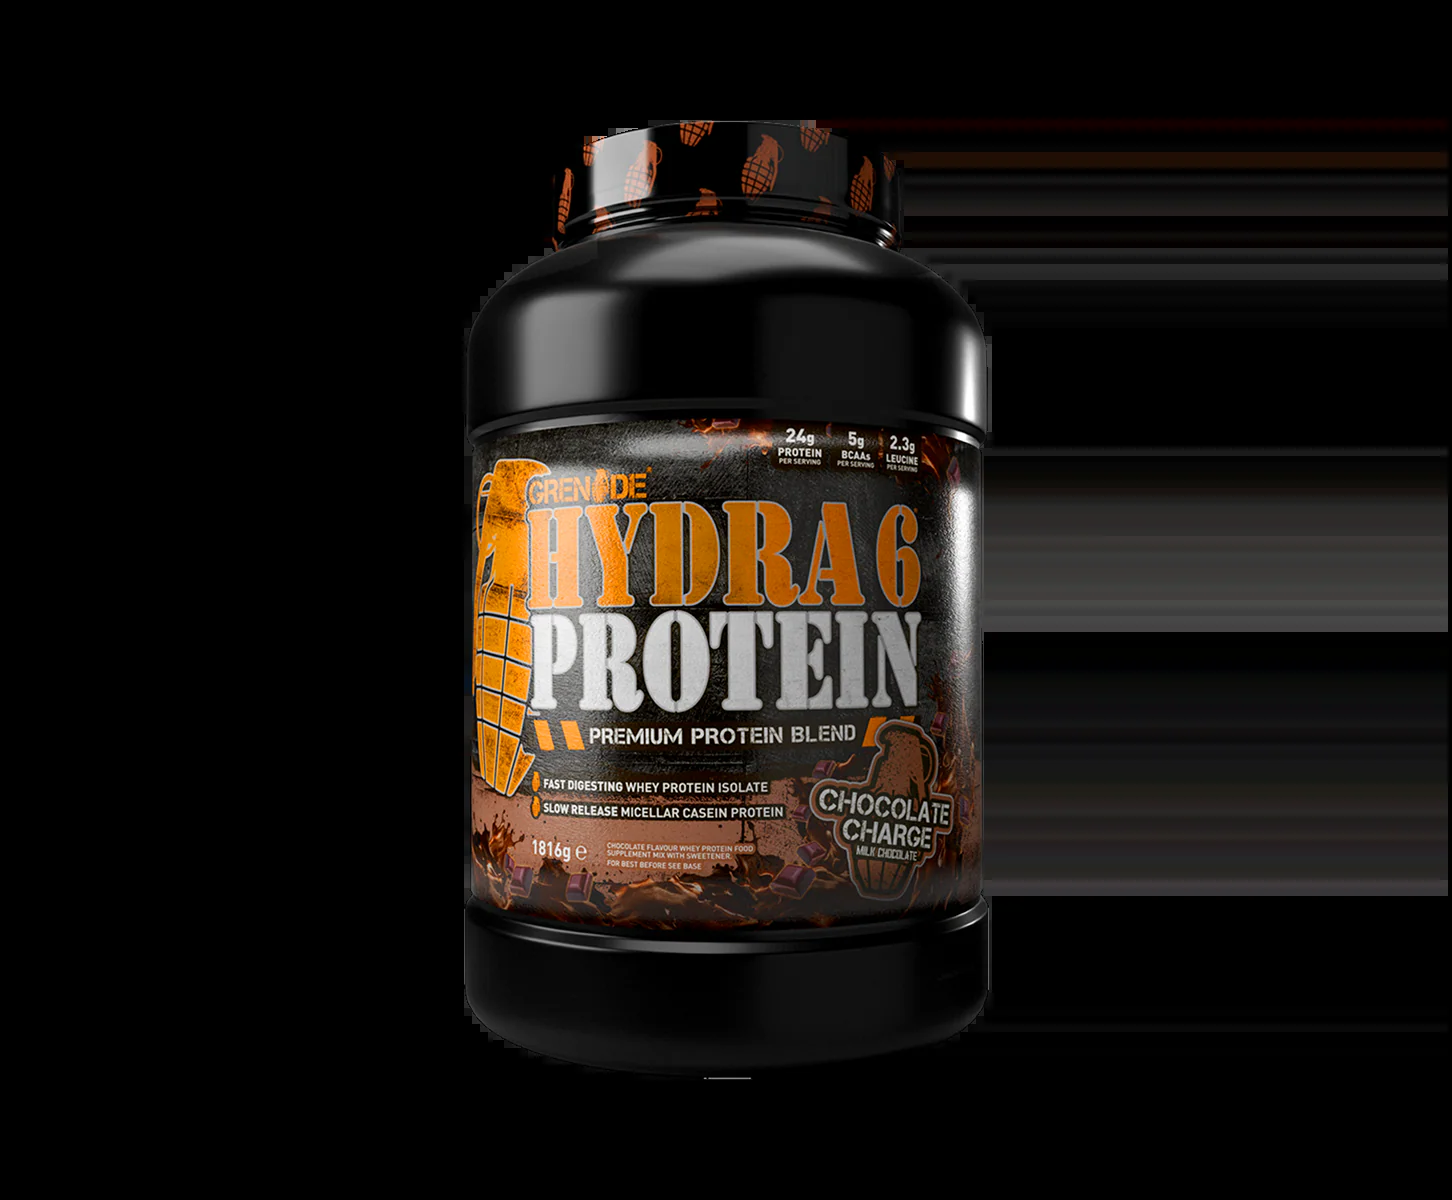 24g
PROTEIN
PER SERVING
5g
BCAAs
PER SERVING
2.3g
LEUCINE
PER SERVING
GRENADE®
HYDRA 6
PROTEIN
PREMIUM PROTEIN BLEND
FAST DIGESTING WHEY PROTEIN ISOLATE
SLOW RELEASE MICELLAR CASEIN PROTEIN
CHOCOLATE
CHARGE
MILK CHOCOLATE
1816g ℮
CHOCOLATE FLAVOUR WHEY PROTEIN FOOD
SUPPLEMENT MIX WITH SWEETENER.
FOR BEST BEFORE SEE BASE